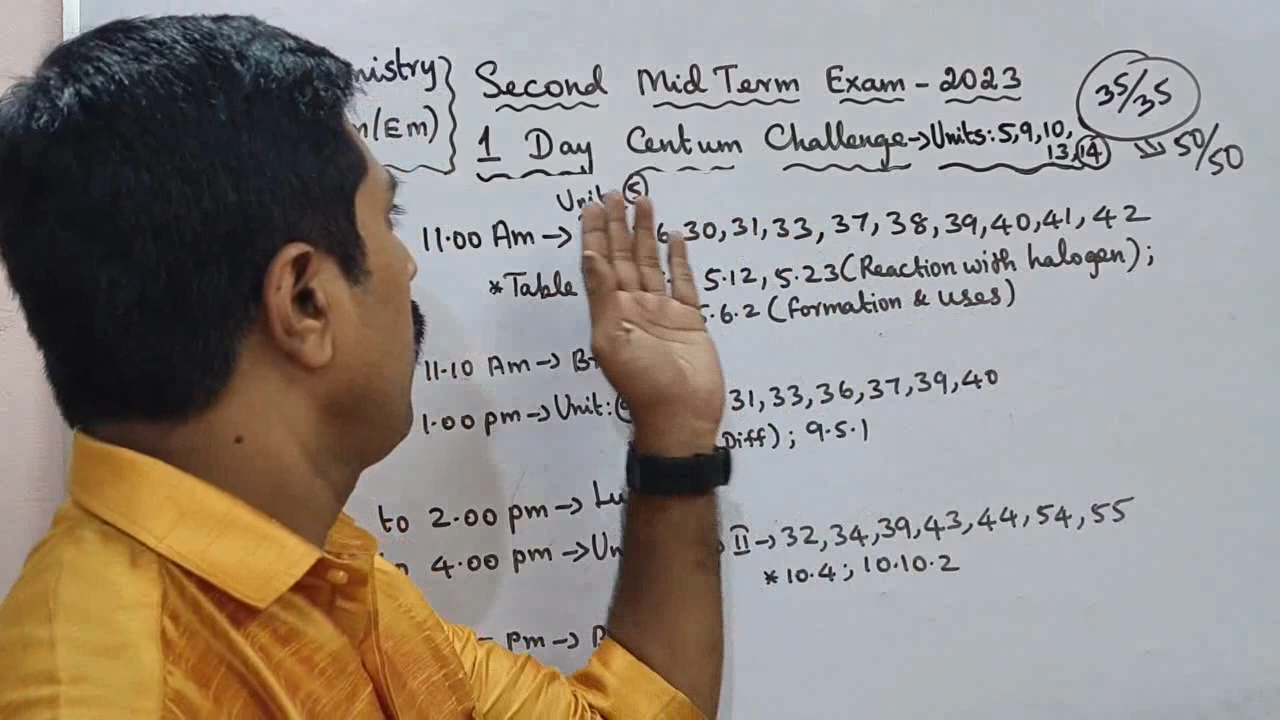 mistry} Second Mid Term Exam - 2023 35/35
m/Em) 1 Day Centum Challenge → Units: 5, 9, 10,
13, 14 → 50/50
Unit 5
11.00 Am → 6, 30, 31, 33, 37, 38, 39, 40, 41, 42
*Table 5.12, 5.23 (Reaction with halogen);
5.6.2 (formation & uses)
11.10 Am → B
1.00 pm → Unit: 31, 33, 36, 37, 39, 40
Diff); 9.5.1
to 2.00 pm → Lu
4.00 pm → Un II → 32, 34, 39, 43, 44, 54, 55
*10.4; 10.10.2
pm →